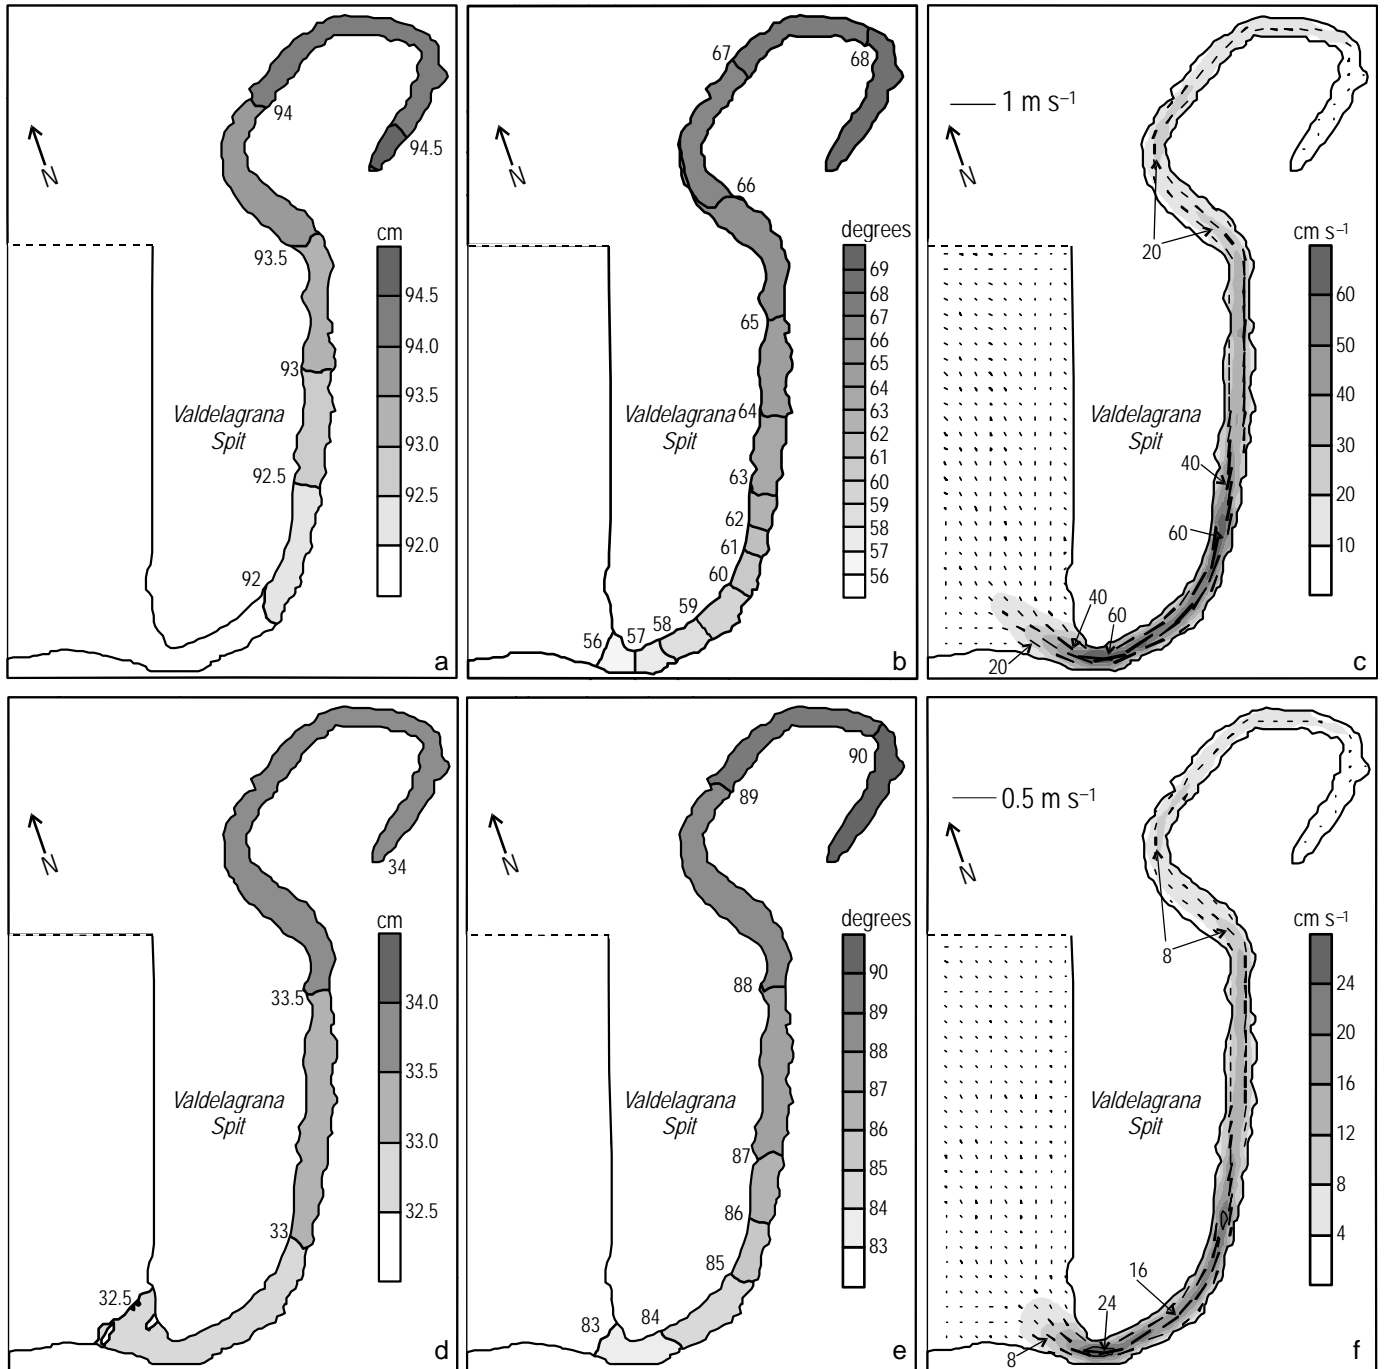 94
94.5
N
cm
93.5
94.5
94.0
93
93.5
Valdelagrana
Spit
93.0
92.5
92.5
92.0
92
a
67
68
N
66
degrees
69
68
67
66
65
64
63
62
61
60
59
58
57
56
65
Valdelagrana
Spit
64
63
62
61
60
59
58
57
56
b
1 m s–1
N
20
cm s–1
60
50
40
30
20
10
Valdelagrana
Spit
40
60
40
60
20
c
34
N
cm
34.0
33.5
33.0
32.5
33.5
Valdelagrana
Spit
33
32.5
d
90
89
N
degrees
90
89
88
87
86
85
84
83
88
Valdelagrana
Spit
87
86
85
84
83
e
0.5 m s–1
N
8
cm s–1
24
20
16
12
8
4
Valdelagrana
Spit
16
24
8
f